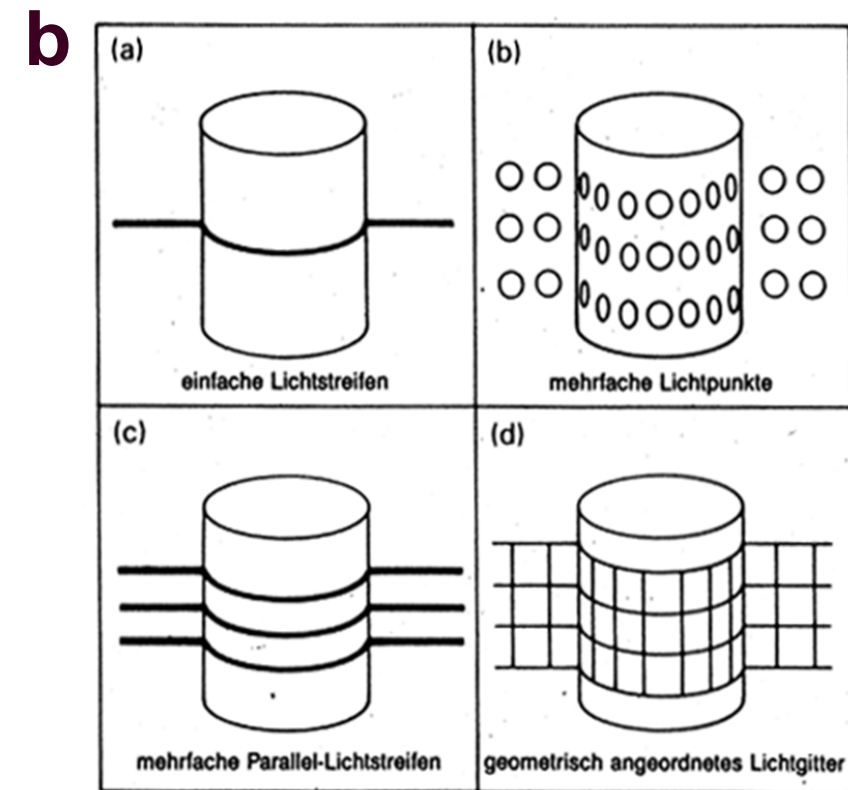 b
(a)
(b)
einfache Lichtstreifen
mehrfache Lichtpunkte
(c)
(d)
mehrfache Parallel-Lichtstreifen
geometrisch angeordnetes Lichtgitter